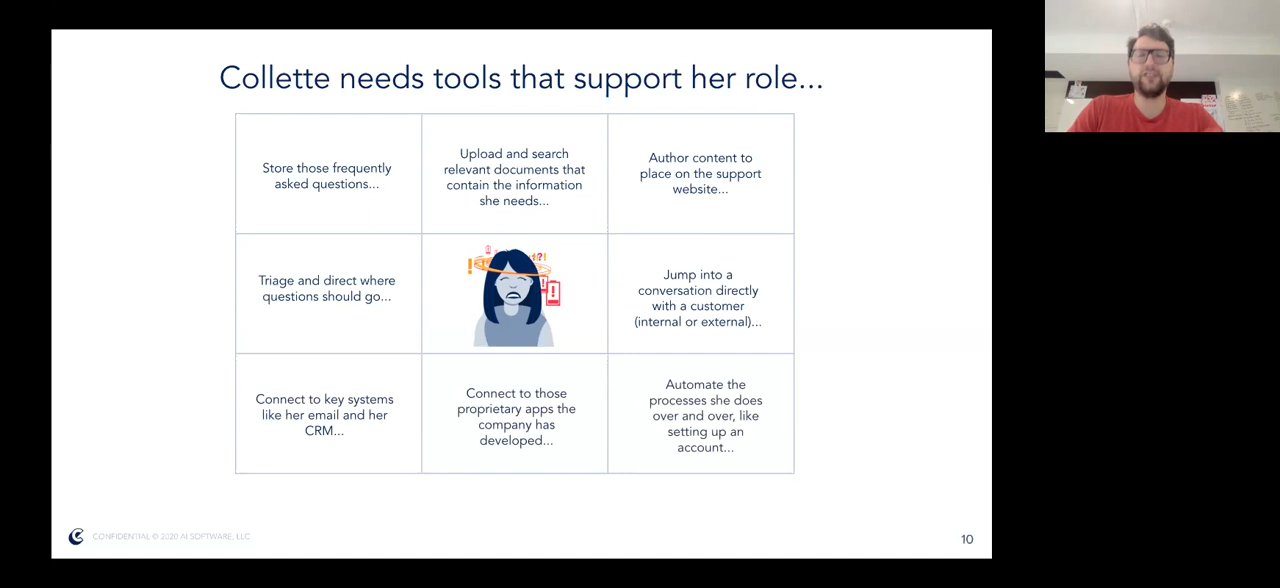 Collette needs tools that support her role...
Store those frequently
asked questions...
Upload and search
relevant documents that
contain the information
she needs...
Author content to
place on the support
website...
Triage and direct where
questions should go...
Jump into a
conversation directly
with a customer
(internal or external)...
Connect to key systems
like her email and her
CRM...
Connect to those
proprietary apps the
company has
developed...
Automate the
processes she does
over and over, like
setting up an
account...
CONFIDENTIAL © 2020 AI SOFTWARE, LLC
10